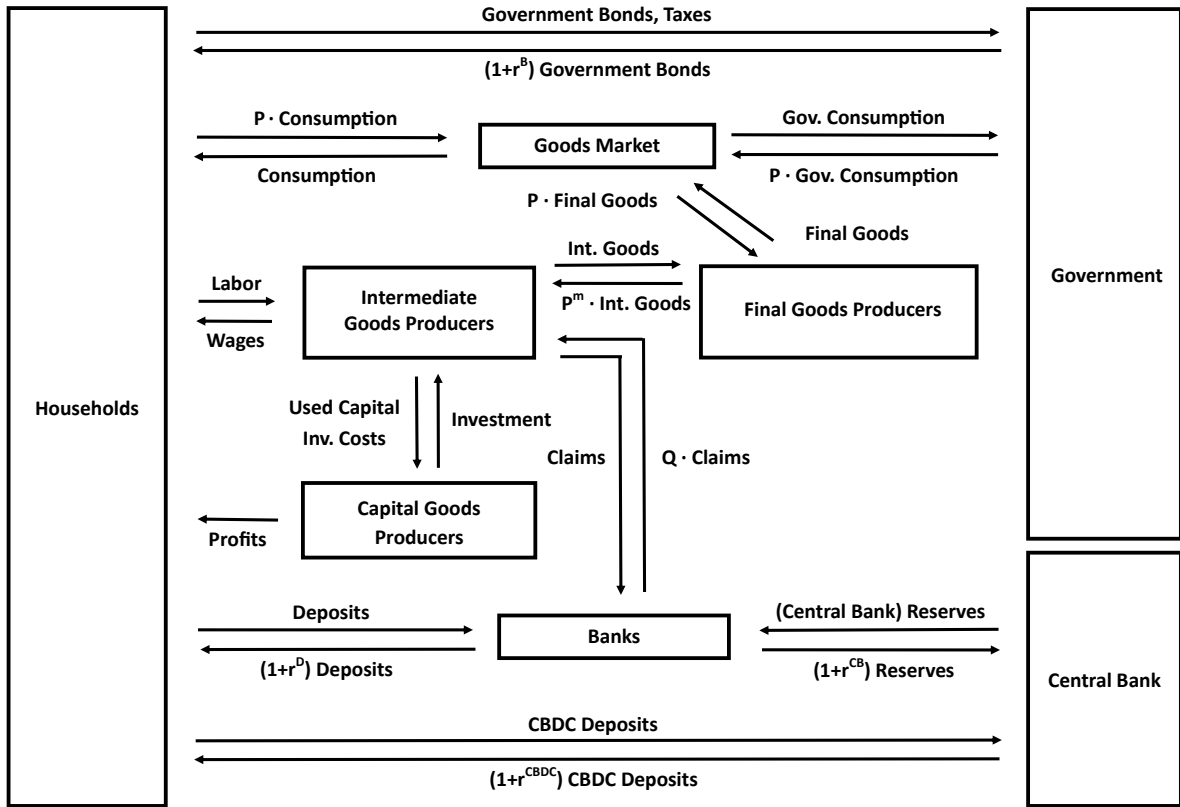 Government Bonds, Taxes
(1+r^B) Government Bonds
P · Consumption
Consumption
Goods Market
Gov. Consumption
P · Gov. Consumption
P · Final Goods
Final Goods
Int. Goods
P^m · Int. Goods
Labor
Wages
Intermediate
Goods Producers
Final Goods Producers
Government
Households
Used Capital
Inv. Costs
Investment
Claims
Q · Claims
Capital Goods
Producers
Profits
Deposits
(1+r^D) Deposits
Banks
(Central Bank) Reserves
(1+r^CB) Reserves
Central Bank
CBDC Deposits
(1+r^CBDC) CBDC Deposits